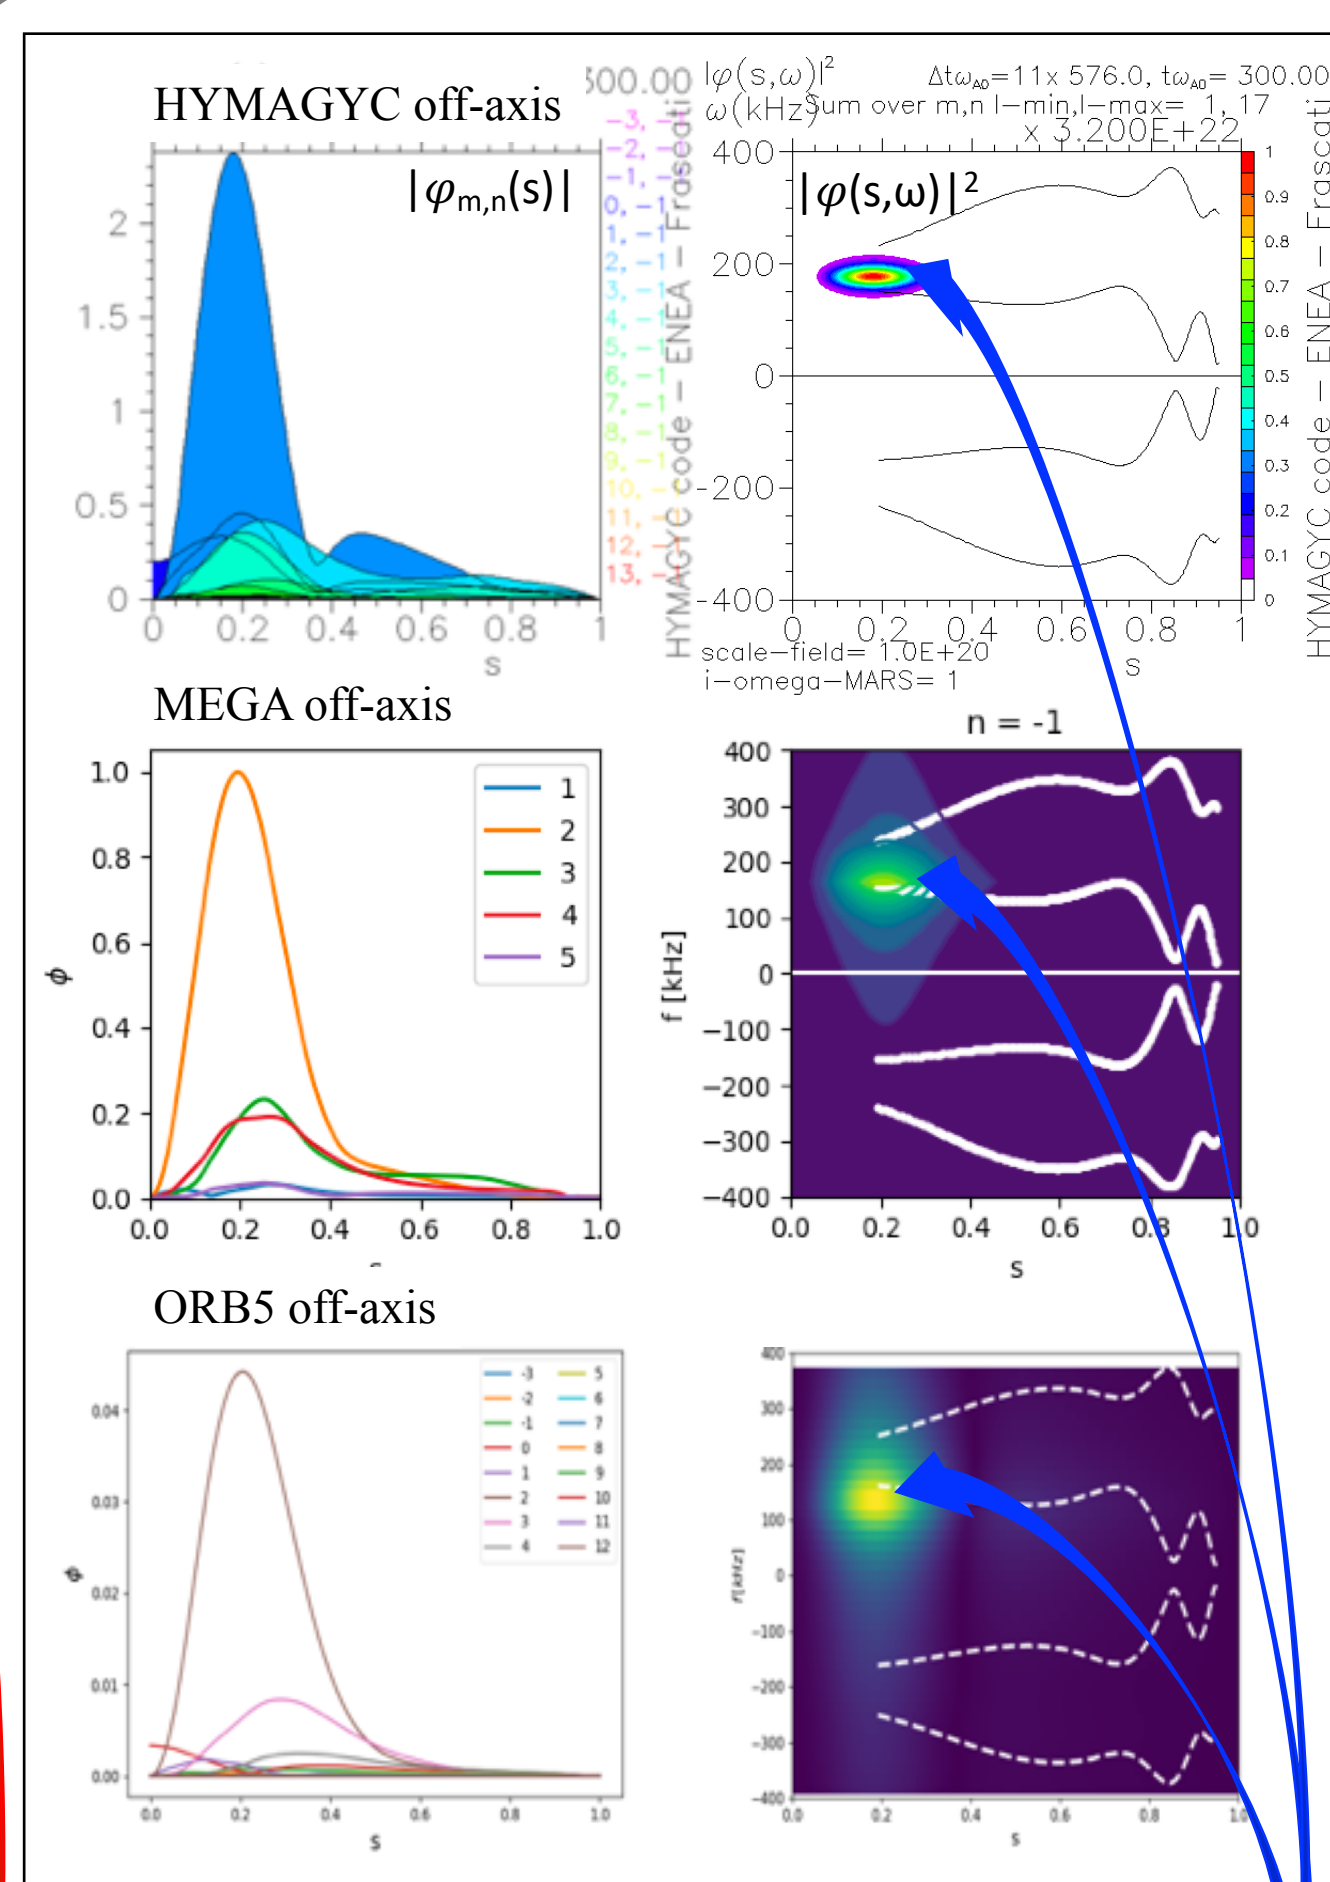 HYMAGYC off-axis
300.00
|φm,n(s)|
2
1.5
1
0.5
0
0 0.2 0.4 0.6 0.8 1
s
-3, -
-2, -
-1, -
0, -1
1, -1
2, -1
3, -1
4, -1
5, -1
6, -1
7, -1
8, -1
9, -1
10, -
11, -
12, -
13, -
HYMAGYC code - ENEA - Frascati
|φ(s,ω)|²
ω(kHz)
ΔtωA0=11x 576.0, tωA0= 300.00
Sum over m,n l-min,l-max= 1, 17
x 3.200E+22
|φ(s,ω)|²
400
200
0
-200
-400
0 0.2 0.4 0.6 0.8 1
s
scale-field= 1.0E+20
i-omega-MARS= 1
1
0.9
0.8
0.7
0.6
0.5
0.4
0.3
0.2
0.1
0
HYMAGYC code - ENEA - Frascati
MEGA off-axis
ϕ
1.0
0.8
0.6
0.4
0.2
0.0
0.0 0.2 0.4 0.6 0.8 1.0
1
2
3
4
5
n = -1
f [kHz]
400
300
200
100
0
−100
−200
−300
−400
0.0 0.2 0.4 0.6 0.8 1.0
s
ORB5 off-axis
ϕ
0.04
0.03
0.02
0.01
0.00
0.0 0.2 0.4 0.6 0.8 1.0
s
-3 5
-2 6
-1 7
0 8
1 9
2 10
3 11
4 12
f[kHz]
400
300
200
100
0
−100
−200
−300
−400
0.0 0.2 0.4 0.6 0.8 1.0
s